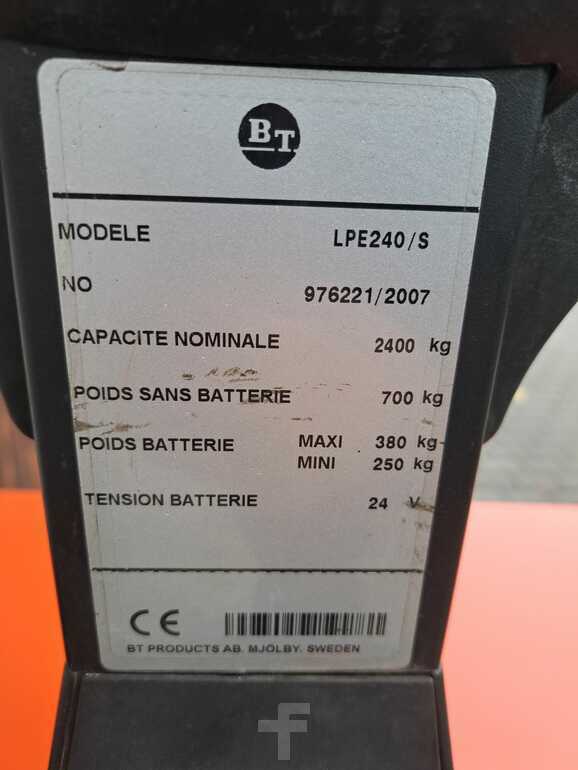 BT
MODELE LPE240/S
NO 976221/2007
CAPACITE NOMINALE 2400 kg
POIDS SANS BATTERIE 700 kg
POIDS BATTERIE MAXI 380 kg
MINI 250 kg
TENSION BATTERIE 24 V
CE
BT PRODUCTS AB. MJÖLBY. SWEDEN